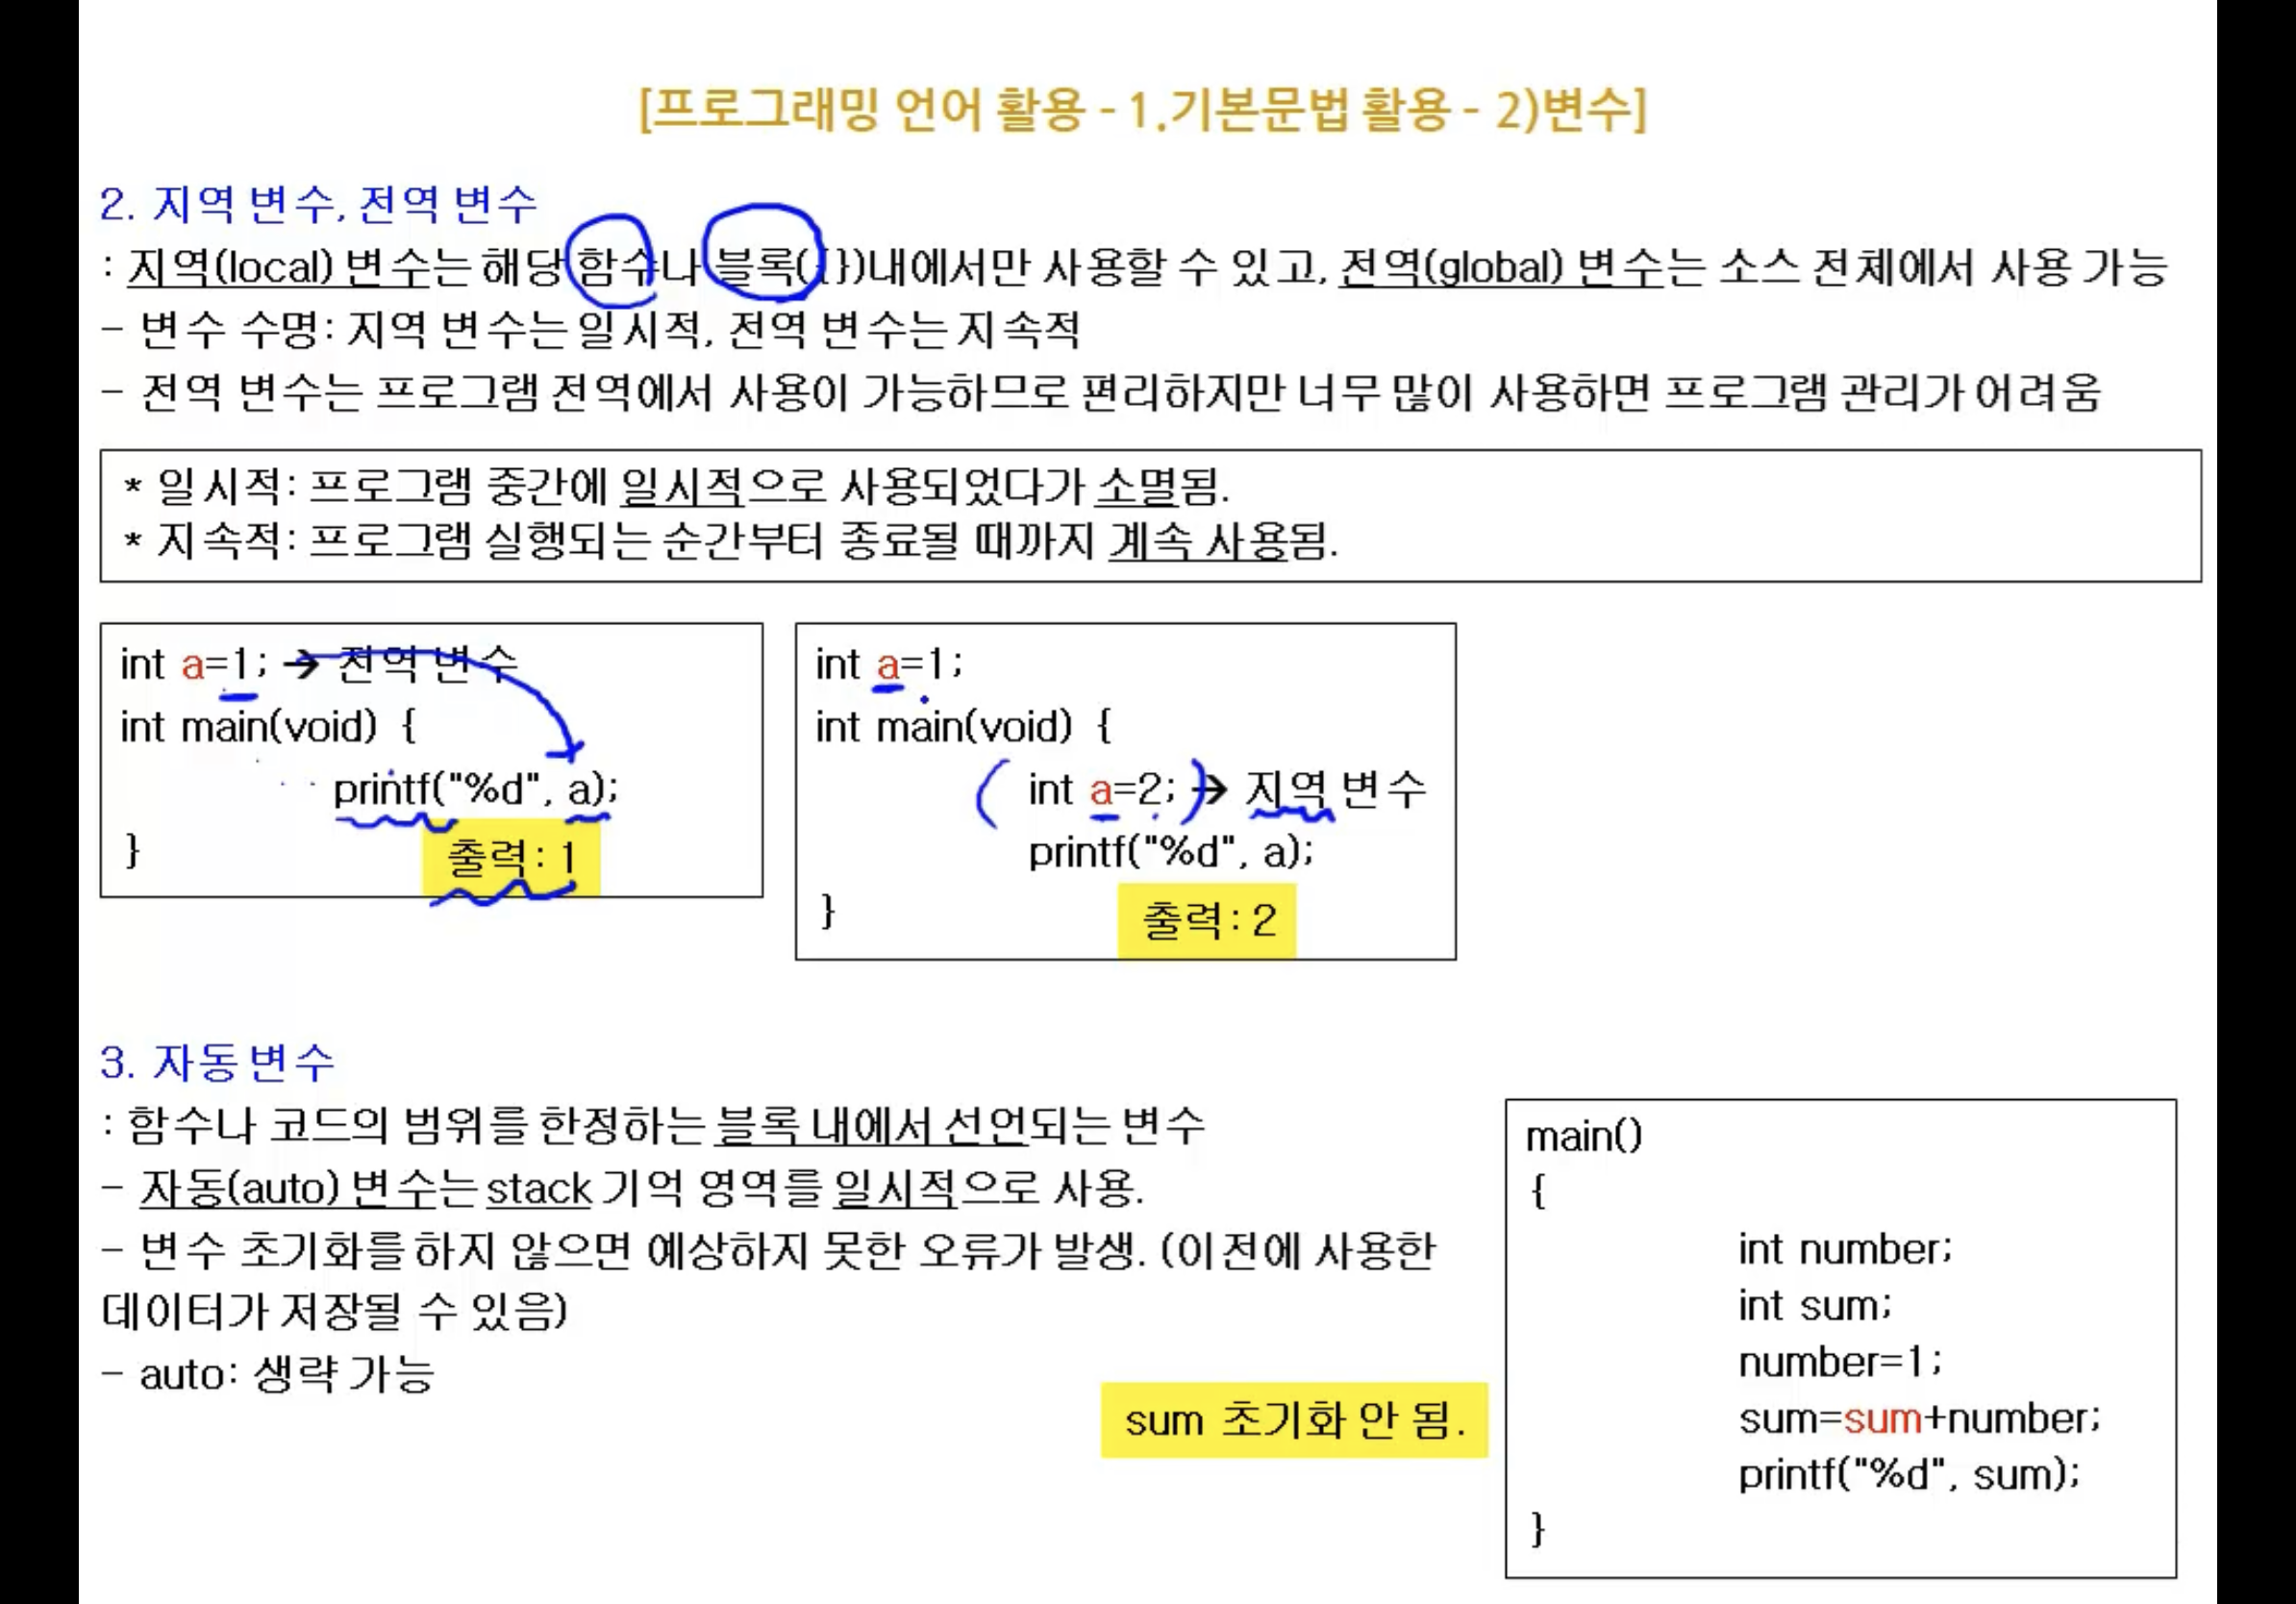 [프로그래밍 언어 활용 - 1.기본문법 활용 - 2)변수]
2. 지역 변수, 전역 변수
: 지역(local) 변수는 해당 함수나 블록({})내에서만 사용할 수 있고, 전역(global) 변수는 소스 전체에서 사용 가능
- 변수 수명: 지역 변수는 일시적, 전역 변수는 지속적
- 전역 변수는 프로그램 전역에서 사용이 가능하므로 편리하지만 너무 많이 사용하면 프로그램 관리가 어려움
* 일시적: 프로그램 중간에 일시적으로 사용되었다가 소멸됨.
* 지속적: 프로그램 실행되는 순간부터 종료될 때까지 계속 사용됨.
int a=1; → 전역 변수
int main(void) {
printf("%d", a);
}
출력: 1
int a=1;
int main(void) {
int a=2; → 지역 변수
printf("%d", a);
}
출력: 2
3. 자동 변수
: 함수나 코드의 범위를 한정하는 블록 내에서 선언되는 변수
- 자동(auto) 변수는 stack 기억 영역를 일시적으로 사용.
- 변수 초기화를 하지 않으면 예상하지 못한 오류가 발생. (이전에 사용한
데이터가 저장될 수 있음)
- auto: 생략 가능
sum 초기화 안 됨.
main()
{
int number;
int sum;
number=1;
sum=sum+number;
printf("%d", sum);
}